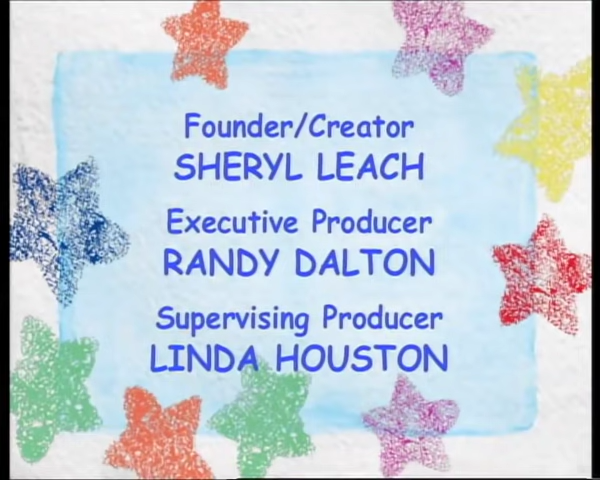 Founder/Creator
SHERYL LEACH
Executive Producer
RANDY DALTON
Supervising Producer
LINDA HOUSTON